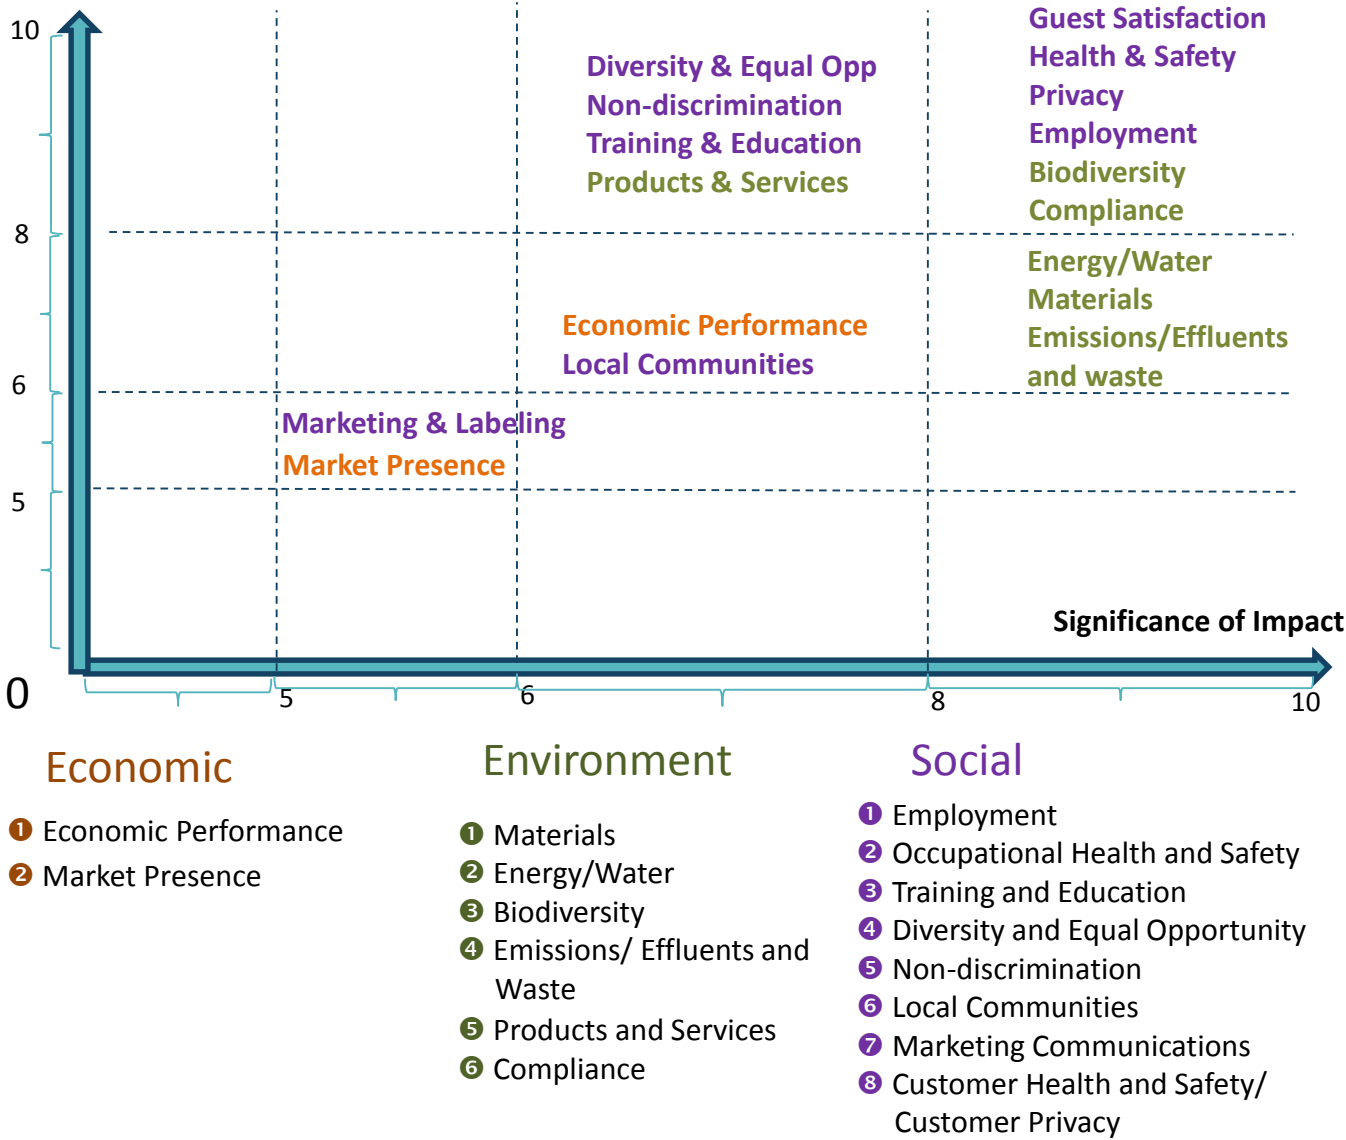 10
Guest Satisfaction
Health & Safety
Privacy
Employment
Biodiversity
Compliance
Diversity & Equal Opp
Non-discrimination
Training & Education
Products & Services
8
Energy/Water
Materials
Emissions/Effluents
and waste
Economic Performance
Local Communities
6
Marketing & Labeling
Market Presence
5
Significance of Impact
0
5
6
8
10
Economic
❶ Economic Performance
❷ Market Presence
Environment
❶ Materials
❷ Energy/Water
❸ Biodiversity
❹ Emissions/ Effluents and
Waste
❺ Products and Services
❻ Compliance
Social
❶ Employment
❷ Occupational Health and Safety
❸ Training and Education
❹ Diversity and Equal Opportunity
❺ Non-discrimination
❻ Local Communities
❼ Marketing Communications
❽ Customer Health and Safety/
Customer Privacy